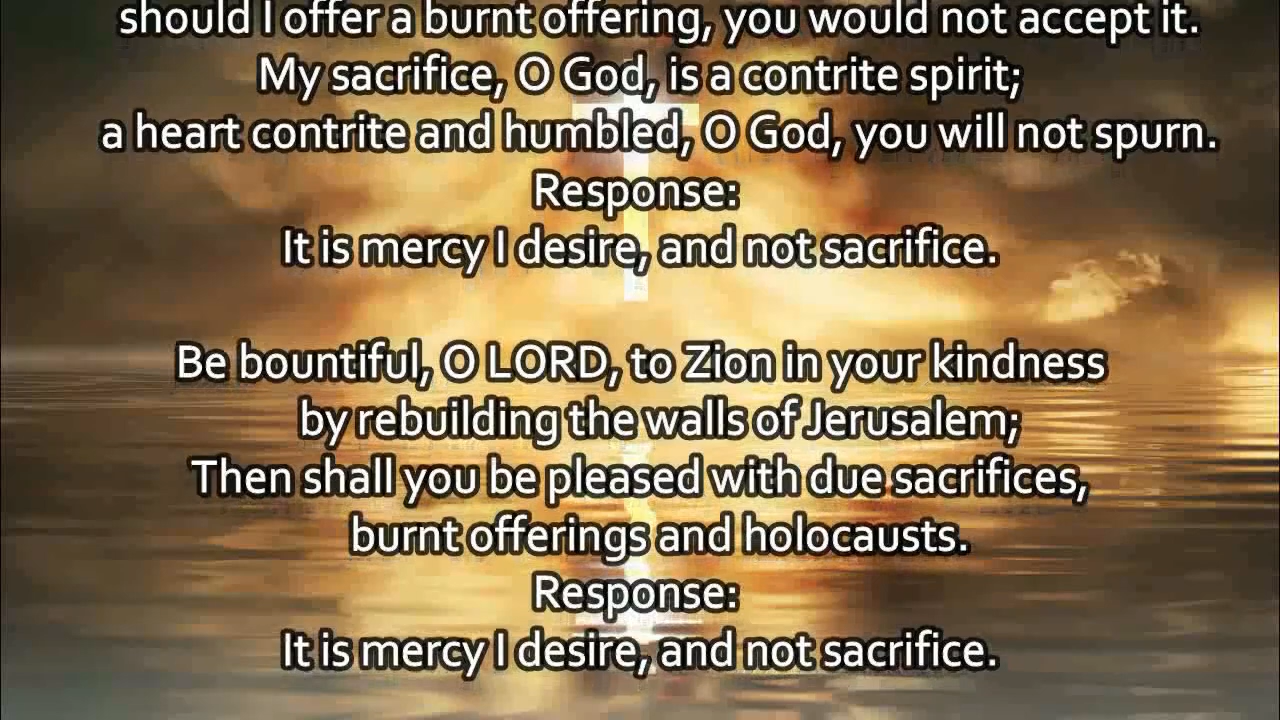 should I offer a burnt offering, you would not accept it.
My sacrifice, O God, is a contrite spirit;
a heart contrite and humbled, O God, you will not spurn.
Response:
It is mercy I desire, and not sacrifice.
Be bountiful, O LORD, to Zion in your kindness
by rebuilding the walls of Jerusalem;
Then shall you be pleased with due sacrifices,
burnt offerings and holocausts.
Response:
It is mercy I desire, and not sacrifice.